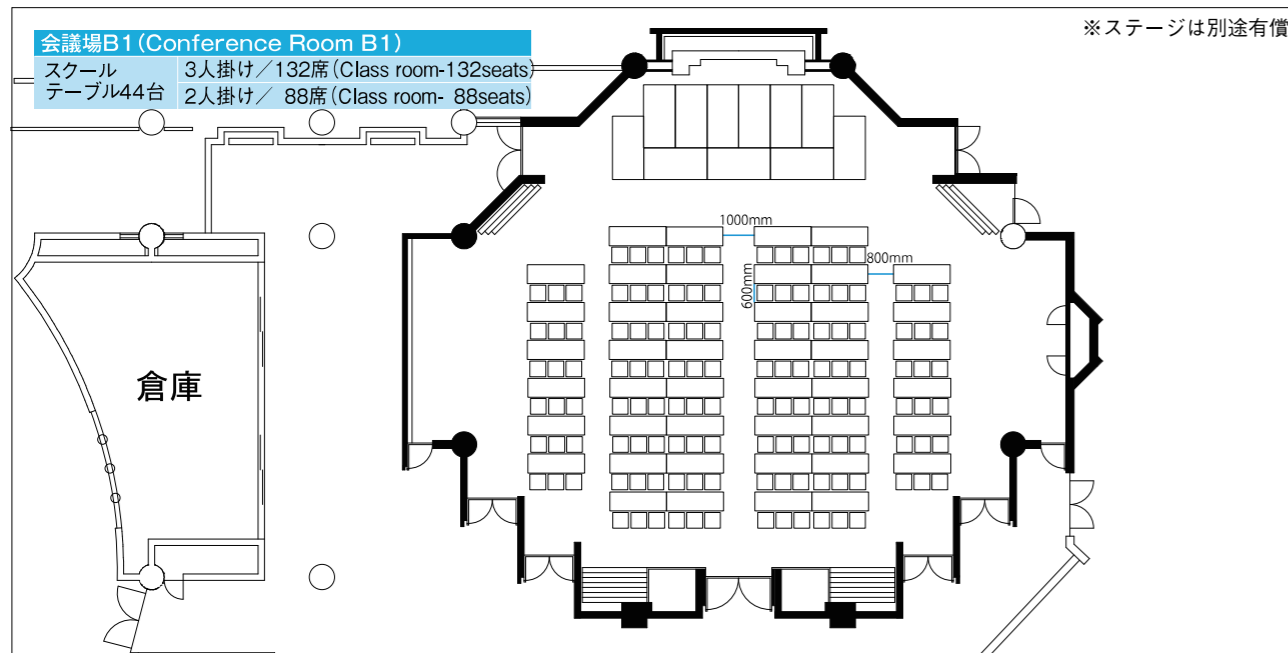 ※ステージは別途有償
会議場B1(Conference Room B1)
スクール
テーブル44台
3人掛け/132席(Class room-132seats)
2人掛け/ 88席(Class room- 88seats)
1000mm
800mm
600mm
倉庫